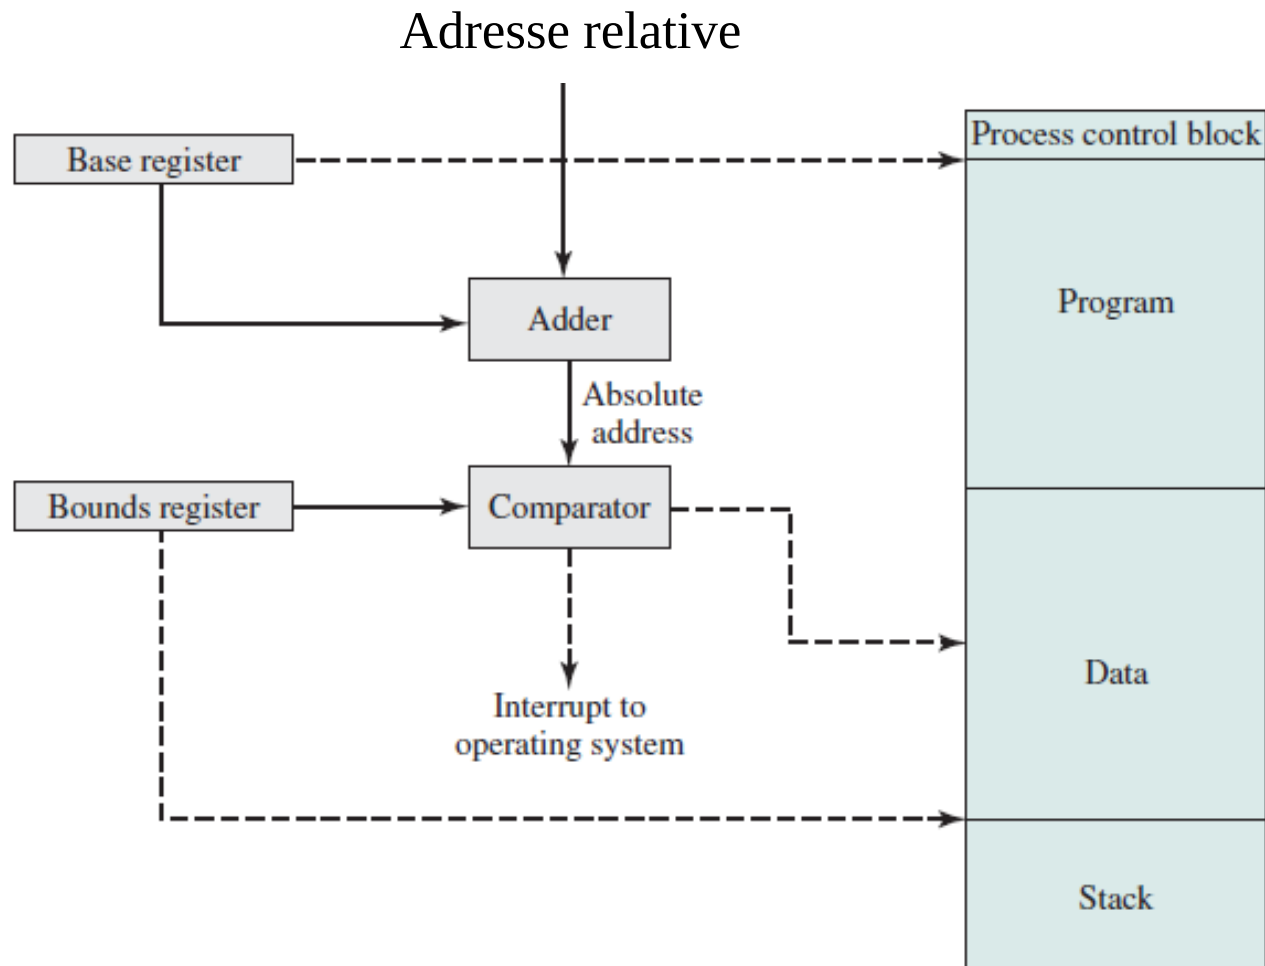 Adresse relative
Process control block
Base register
Program
Adder
Absolute
address
Bounds register
Comparator
Data
Interrupt to
operating system
Stack